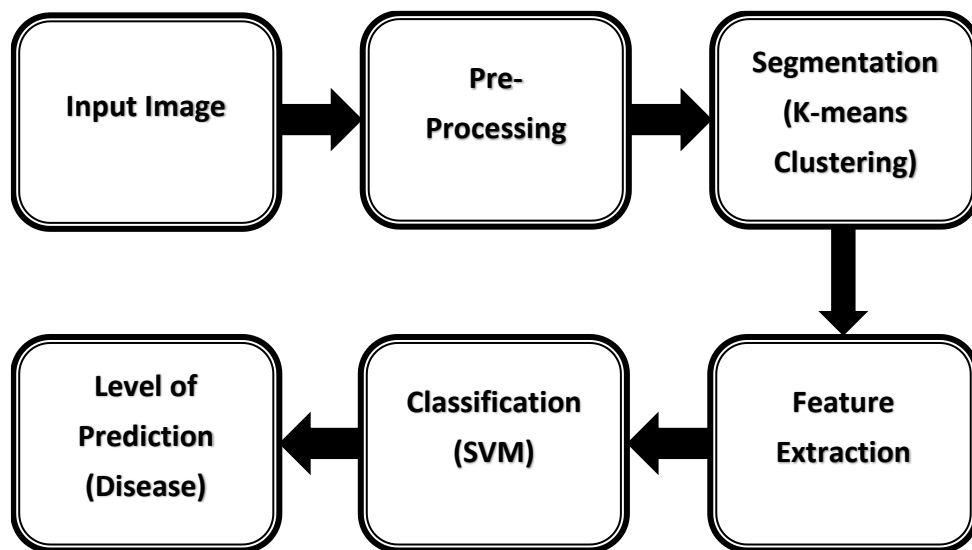 Input Image
Pre-
Processing
Segmentation
(K-means
Clustering)
Feature
Extraction
Classification
(SVM)
Level of
Prediction
(Disease)